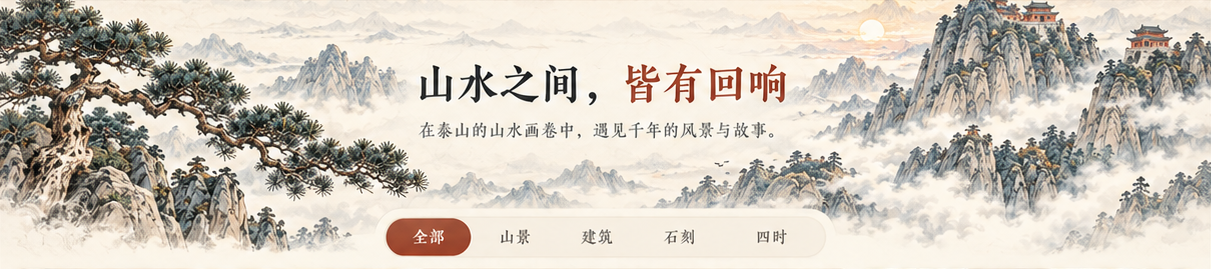 山水之间，皆有回响
在泰山的山水画卷中，遇见千年的风景与故事。
全部 山景 建筑 石刻 四时